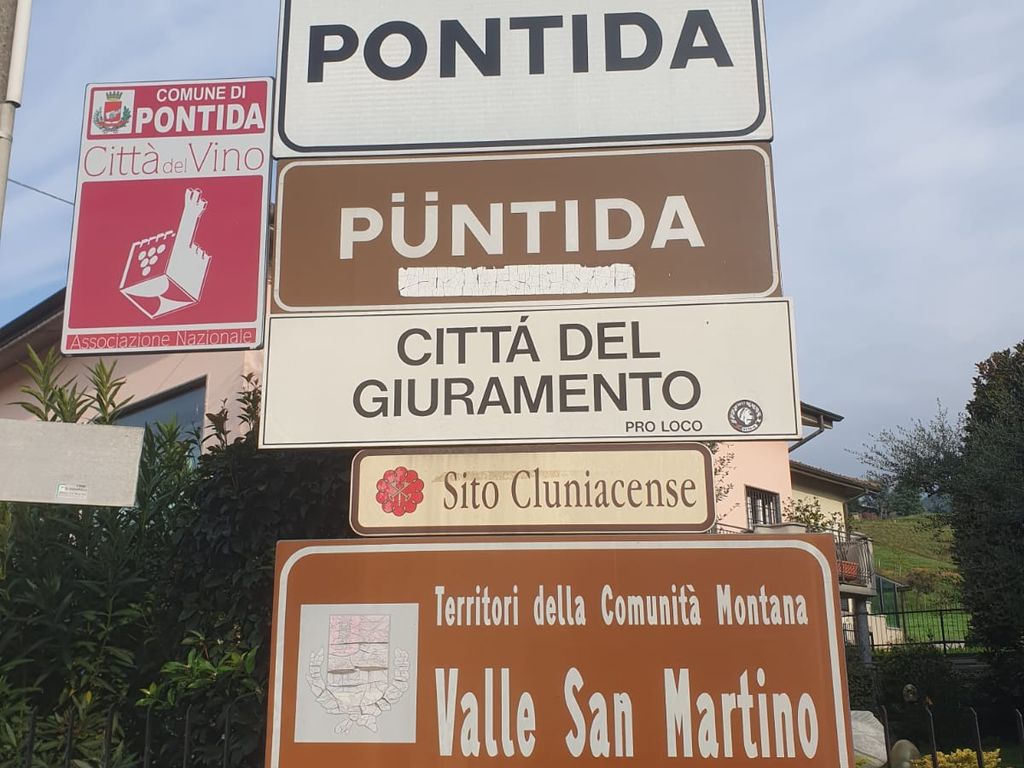 PONTIDA
COMUNE DI
PONTIDA
Città del Vino
Associazione Nazionale
PÜNTIDA
CITTÁ DEL
GIURAMENTO
PRO LOCO
Sito Cluniacense
Territori della Comunità Montana
Valle San Martino